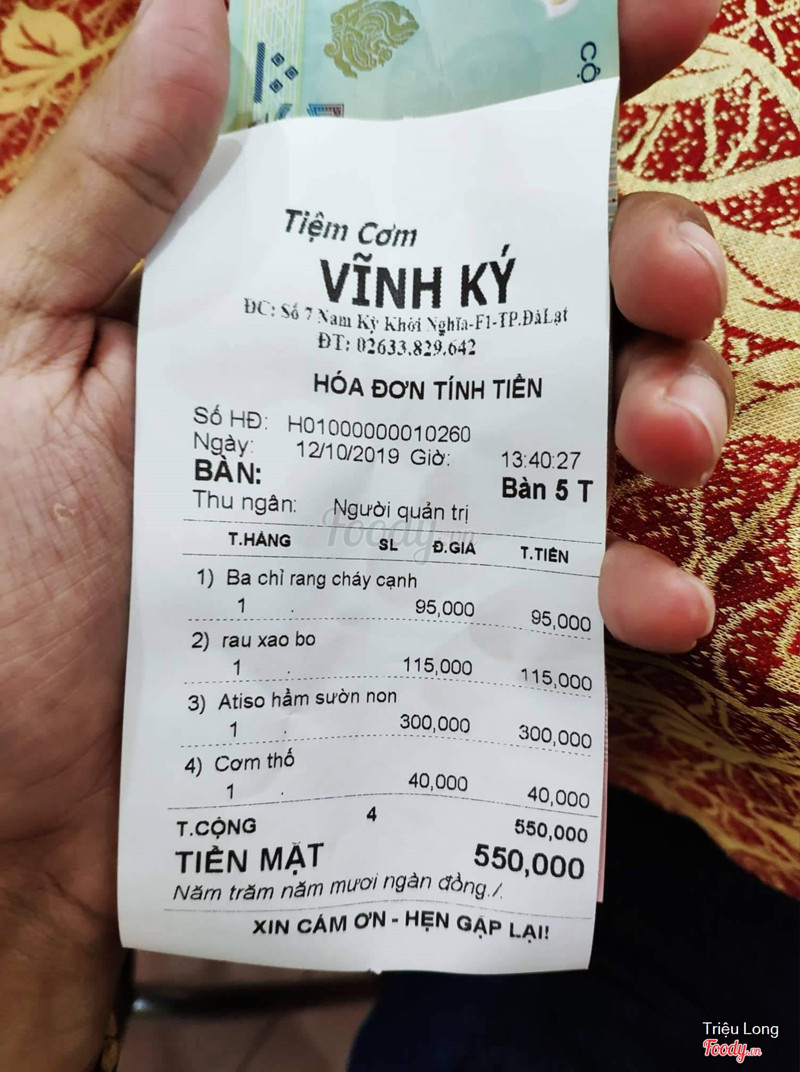 CỘ
Tiệm Cơm
VĨNH KÝ
ĐC: Số 7 Nam Kỳ Khởi Nghĩa-F1-TP.ĐàLạt
ĐT: 02633.829.642
HÓA ĐƠN TÍNH TIỀN
Số HĐ: H01000000010260
Ngày: 12/10/2019 Giờ: 13:40:27
BÀN: Bàn 5 T
Thu ngân: Người quản trị
Foody.vn
T.HÀNG SL Đ.GIÁ T.TIỀN
1) Ba chỉ rang cháy cạnh
1 . 95,000 95,000
2) rau xao bo
1 . 115,000 115,000
3) Atiso hầm sườn non
1 . 300,000 300,000
4) Cơm thố
1 . 40,000 40,000
T.CỘNG 4 550,000
TIỀN MẶT 550,000
Năm trăm năm mươi ngàn đồng./.
XIN CÁM ƠN - HẸN GẶP LẠI!
Triệu Long
Foody.vn